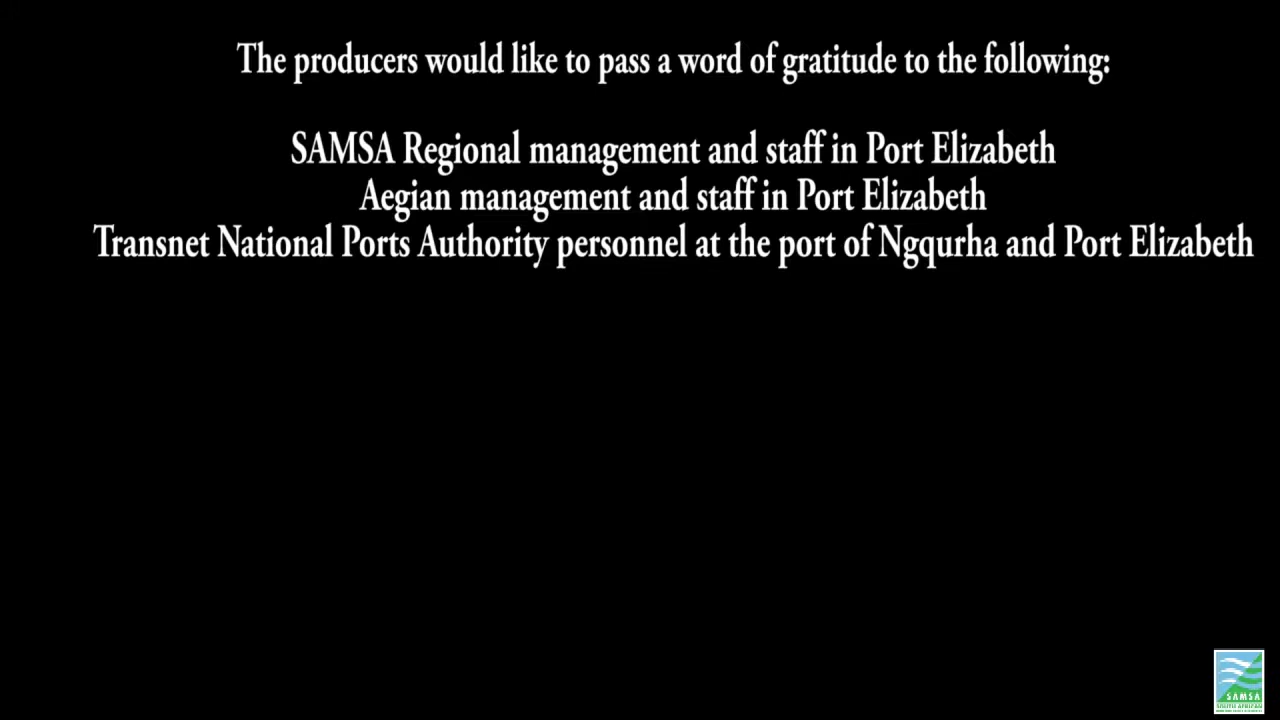 The producers would like to pass a word of gratitude to the following:
SAMSA Regional management and staff in Port Elizabeth
Aegian management and staff in Port Elizabeth
Transnet National Ports Authority personnel at the port of Ngqurha and Port Elizabeth
SAMSA
SOUTH AFRICAN